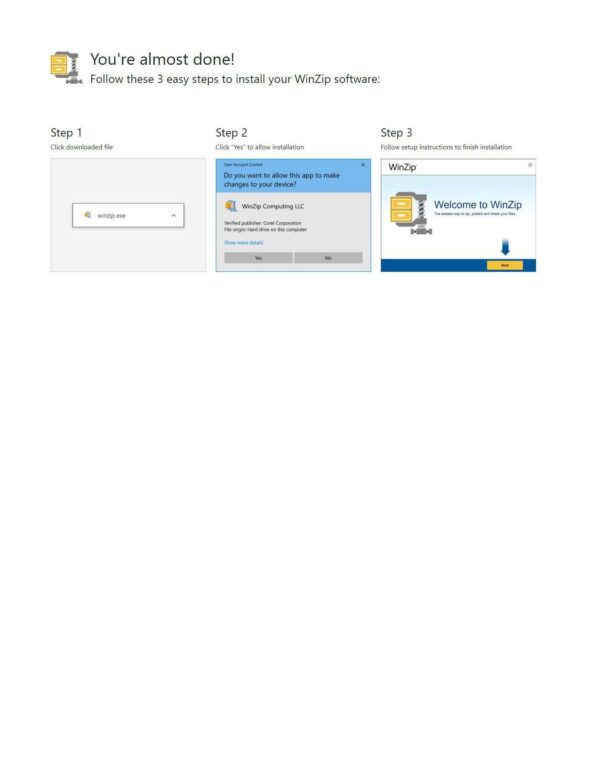 You're almost done!
Follow these 3 easy steps to install your WinZip software:
Step 1
Click downloaded file
winzip.exe
Step 2
Click "Yes" to allow installation
User Account Control
Do you want to allow this app to make
changes to your device?
WinZip Computing LLC
Verified publisher: Corel Corporation
File origin: Hard drive on this computer
Show more details
Yes
No
Step 3
Follow setup instructions to finish installation
WinZip
Welcome to WinZip
The easiest way to zip, protect and share your files.
Next